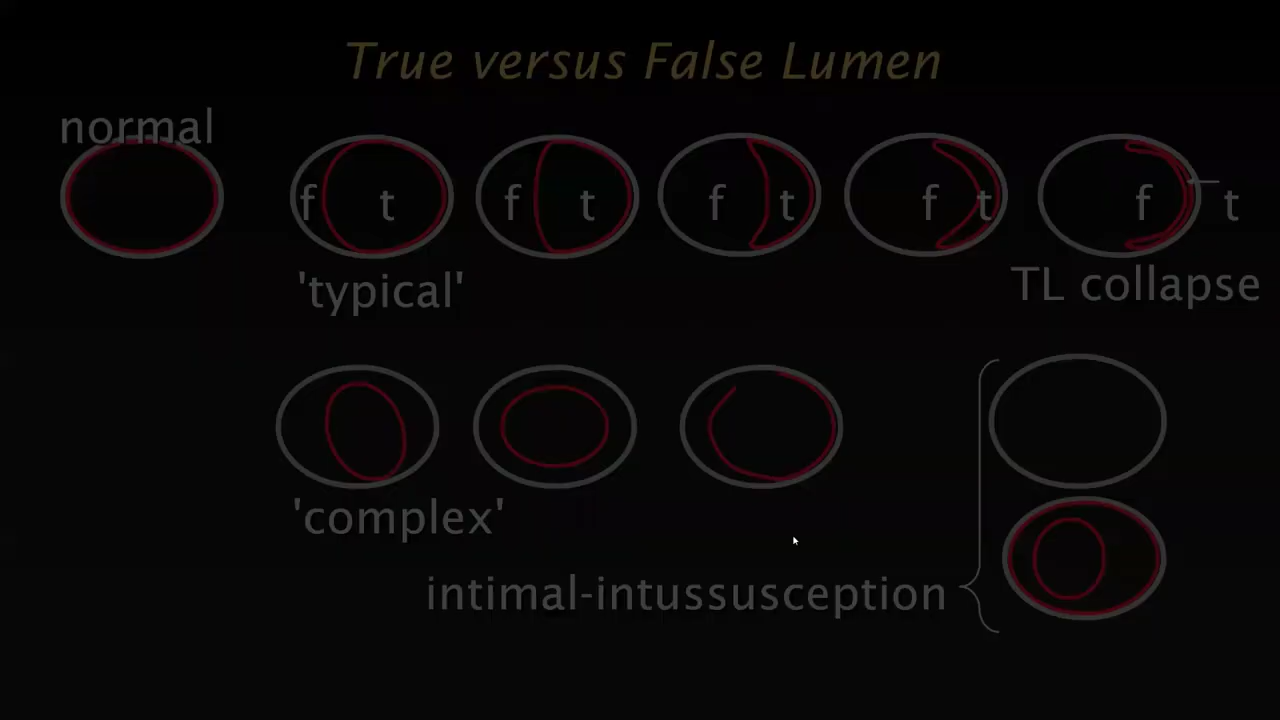 True versus False Lumen
normal
f t f t f t f t f t
'typical'
TL collapse
'complex'
intimal-intussusception